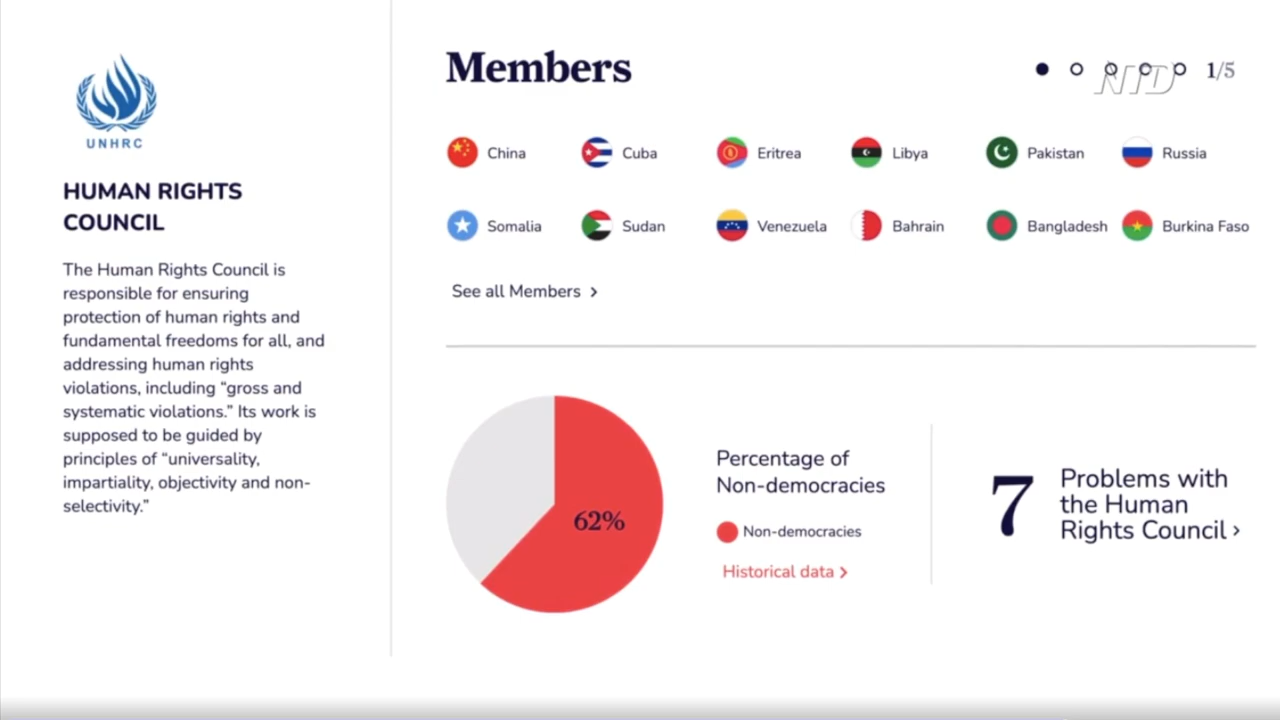 UNHRC
HUMAN RIGHTS
COUNCIL
The Human Rights Council is
responsible for ensuring
protection of human rights and
fundamental freedoms for all, and
addressing human rights
violations, including “gross and
systematic violations.” Its work is
supposed to be guided by
principles of “universality,
impartiality, objectivity and non-
selectivity.”
Members
NTD
1/5
China Cuba Eritrea Libya Pakistan Russia
Somalia Sudan Venezuela Bahrain Bangladesh Burkina Faso
See all Members >
62%
Percentage of
Non-democracies
Non-democracies
Historical data >
7
Problems with
the Human
Rights Council >